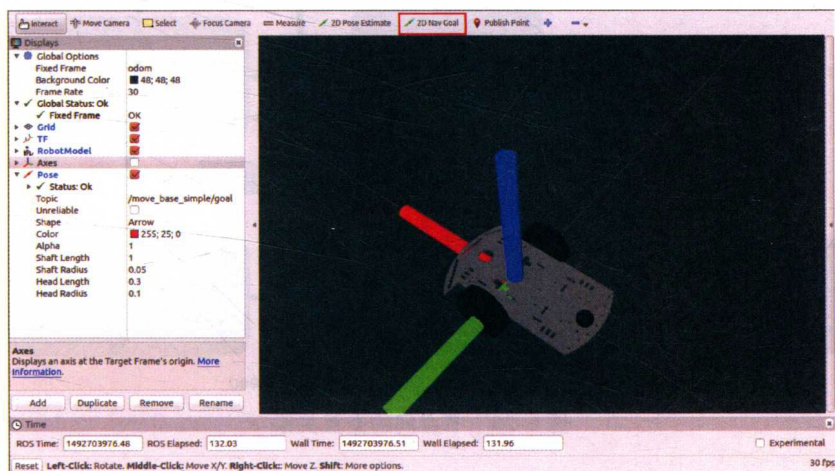 Interact Move Camera Select Focus Camera Measure 2D Pose Estimate 2D Nav Goal Publish Point
Displays
Global Options
Fixed Frame odom
Background Color 48; 48; 48
Frame Rate 30
Global Status: Ok
Fixed Frame OK
Grid
TF
RobotModel
Axes
Pose
Status: Ok
Topic /move_base_simple/goal
Unreliable
Shape Arrow
Color 255; 25; 0
Alpha 1
Shaft Length 1
Shaft Radius 0.05
Head Length 0.3
Head Radius 0.1
Axes
Displays an axis at the Target Frame's origin. More
Information.
Add Duplicate Remove Rename
Time
ROS Time: 1492703976.48 ROS Elapsed: 132.03 Wall Time: 1492703976.51 Wall Elapsed: 131.96 Experimental
Reset Left-Click: Rotate. Middle-Click: Move X/Y. Right-Click: Move Z. Shift: More options. 30 fps